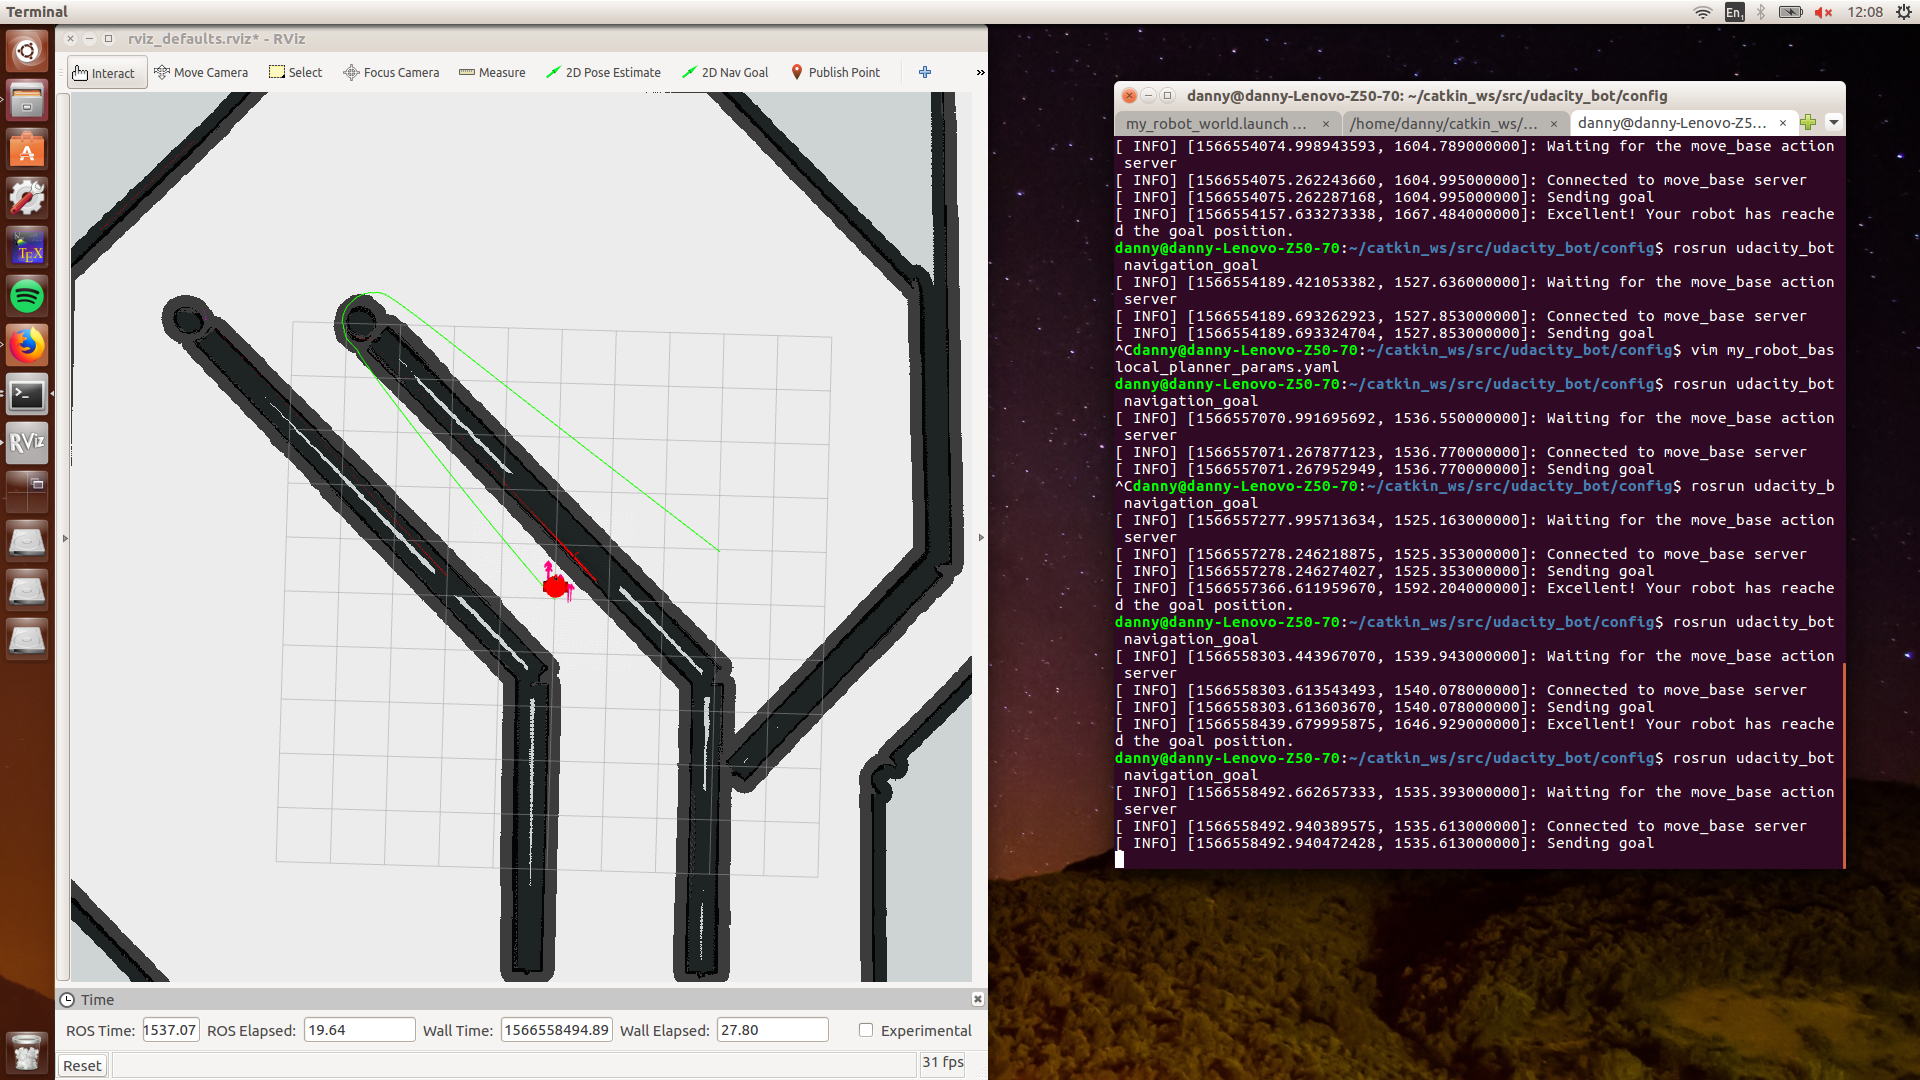 Terminal
En1
12:08
rviz_defaults.rviz* - RViz
Interact
Move Camera
Select
Focus Camera
Measure
2D Pose Estimate
2D Nav Goal
Publish Point
»
TEX
RViz
danny@danny-Lenovo-Z50-70: ~/catkin_ws/src/udacity_bot/config
my_robot_world.launch ... ×
/home/danny/catkin_ws/... ×
danny@danny-Lenovo-Z5... ×
[ INFO] [1566554074.998943593, 1604.789000000]: Waiting for the move_base action
 server
[ INFO] [1566554075.262243660, 1604.995000000]: Connected to move_base server
[ INFO] [1566554075.262287168, 1604.995000000]: Sending goal
[ INFO] [1566554157.633273338, 1667.484000000]: Excellent! Your robot has reache
d the goal position.
danny@danny-Lenovo-Z50-70:~/catkin_ws/src/udacity_bot/config$ rosrun udacity_bot
 navigation_goal
[ INFO] [1566554189.421053382, 1527.636000000]: Waiting for the move_base action
 server
[ INFO] [1566554189.693262923, 1527.853000000]: Connected to move_base server
[ INFO] [1566554189.693324704, 1527.853000000]: Sending goal
^Cdanny@danny-Lenovo-Z50-70:~/catkin_ws/src/udacity_bot/config$ vim my_robot_bas
local_planner_params.yaml
danny@danny-Lenovo-Z50-70:~/catkin_ws/src/udacity_bot/config$ rosrun udacity_bot
 navigation_goal
[ INFO] [1566557070.991695692, 1536.550000000]: Waiting for the move_base action
 server
[ INFO] [1566557071.267877123, 1536.770000000]: Connected to move_base server
[ INFO] [1566557071.267952949, 1536.770000000]: Sending goal
^Cdanny@danny-Lenovo-Z50-70:~/catkin_ws/src/udacity_bot/config$ rosrun udacity_b
 navigation_goal
[ INFO] [1566557277.995713634, 1525.163000000]: Waiting for the move_base action
 server
[ INFO] [1566557278.246218875, 1525.353000000]: Connected to move_base server
[ INFO] [1566557278.246274027, 1525.353000000]: Sending goal
[ INFO] [1566557366.611959670, 1592.204000000]: Excellent! Your robot has reache
d the goal position.
danny@danny-Lenovo-Z50-70:~/catkin_ws/src/udacity_bot/config$ rosrun udacity_bot
 navigation_goal
[ INFO] [1566558303.443967070, 1539.943000000]: Waiting for the move_base action
 server
[ INFO] [1566558303.613543493, 1540.078000000]: Connected to move_base server
[ INFO] [1566558303.613603670, 1540.078000000]: Sending goal
[ INFO] [1566558439.679995875, 1646.929000000]: Excellent! Your robot has reache
d the goal position.
danny@danny-Lenovo-Z50-70:~/catkin_ws/src/udacity_bot/config$ rosrun udacity_bot
 navigation_goal
[ INFO] [1566558492.662657333, 1535.393000000]: Waiting for the move_base action
 server
[ INFO] [1566558492.940389575, 1535.613000000]: Connected to move_base server
[ INFO] [1566558492.940472428, 1535.613000000]: Sending goal
Time
ROS Time: 1537.07 ROS Elapsed: 19.64 Wall Time: 1566558494.89 Wall Elapsed: 27.80 Experimental
Reset
31 fps